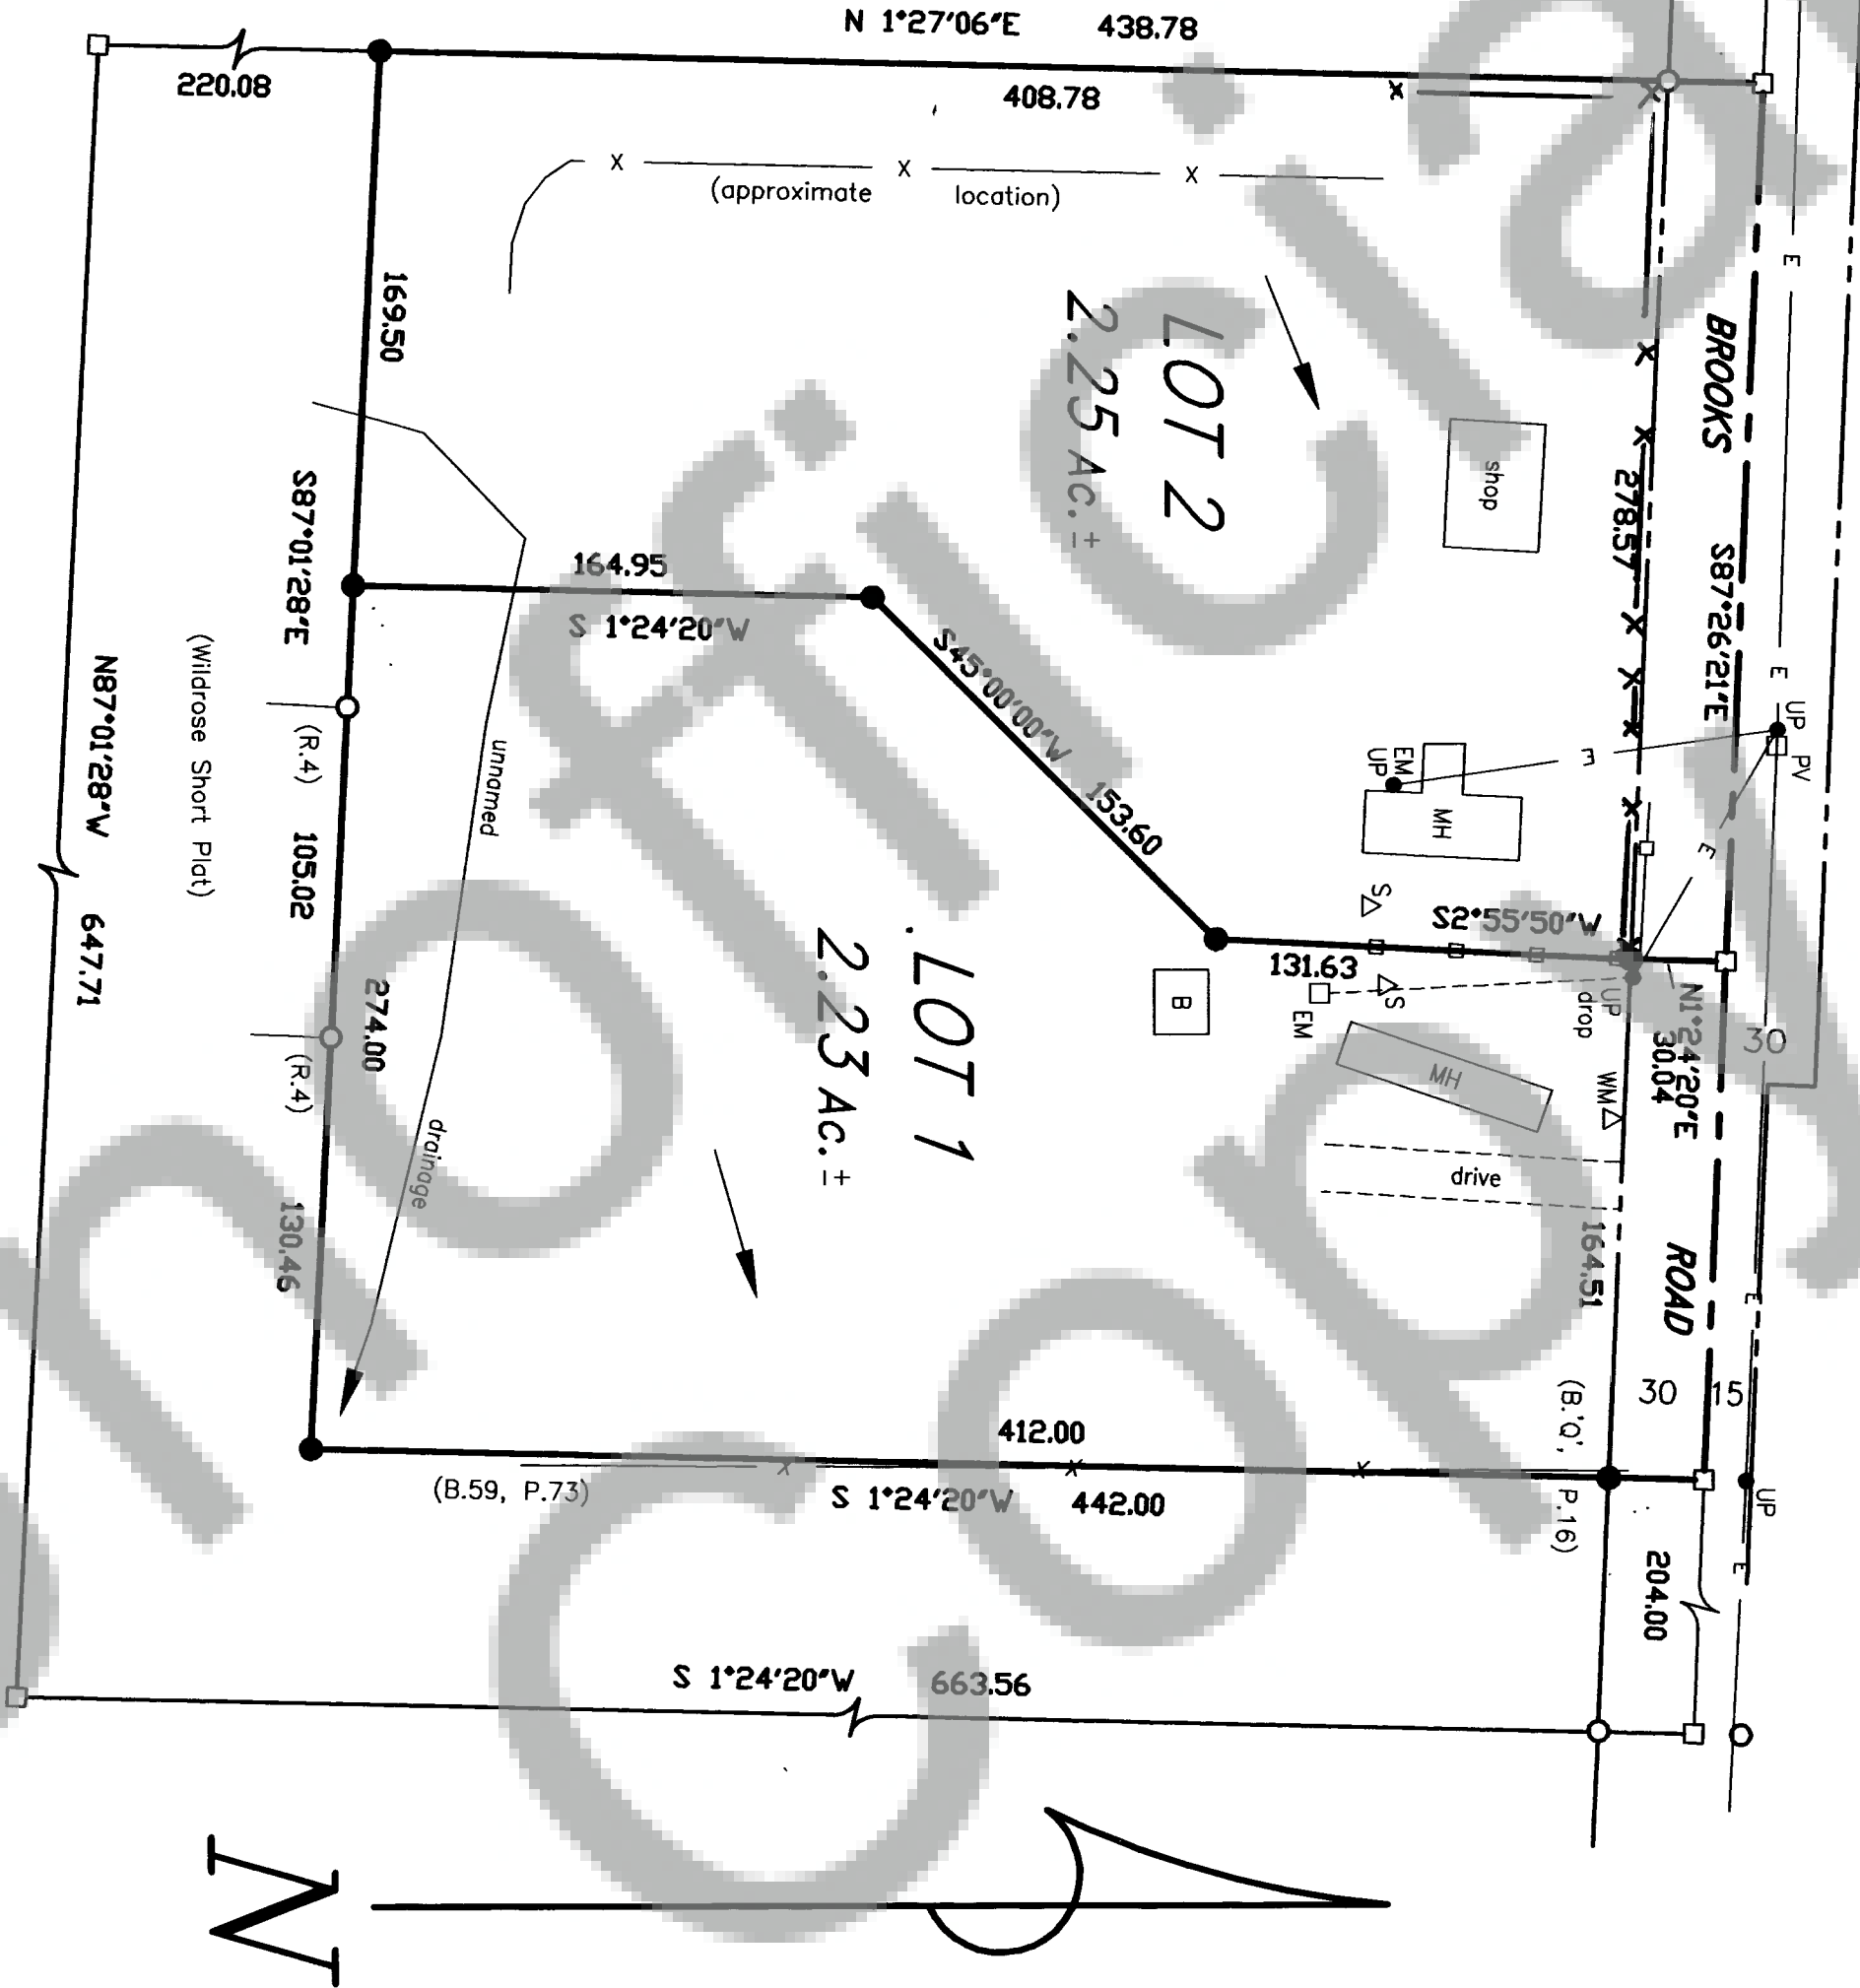 N 1°27'06"E 438.78
220.08
408.78
X X X
(approximate location)
169.50
LOT 2
2.25 Ac.±
shop
278.57
BROOKS
S87°26'21"E
E
E
UP
PV
E
E
EM
UP
MH
S
S87°01'28"E
164.95
S 1°24'20"W
S45°00'00"W
153.60
S2°55'50"W
131.63
(R.4)
105.02
(Wildrose Short Plat)
N87°01'28"W
647.71
unnamed
drainage
274.00
(R.4)
130.46
LOT 1
2.23 Ac.±
B
S
EM
UP
drop
N1°24'20"E
30.04
30
WM
MH
drive
164.51
ROAD
E
30 15
(B.'Q', P.16)
412.00
(B.59, P.73)
S 1°24'20"W 442.00
UP
E
204.00
S 1°24'20"W 663.56
N
Unofficial Copy